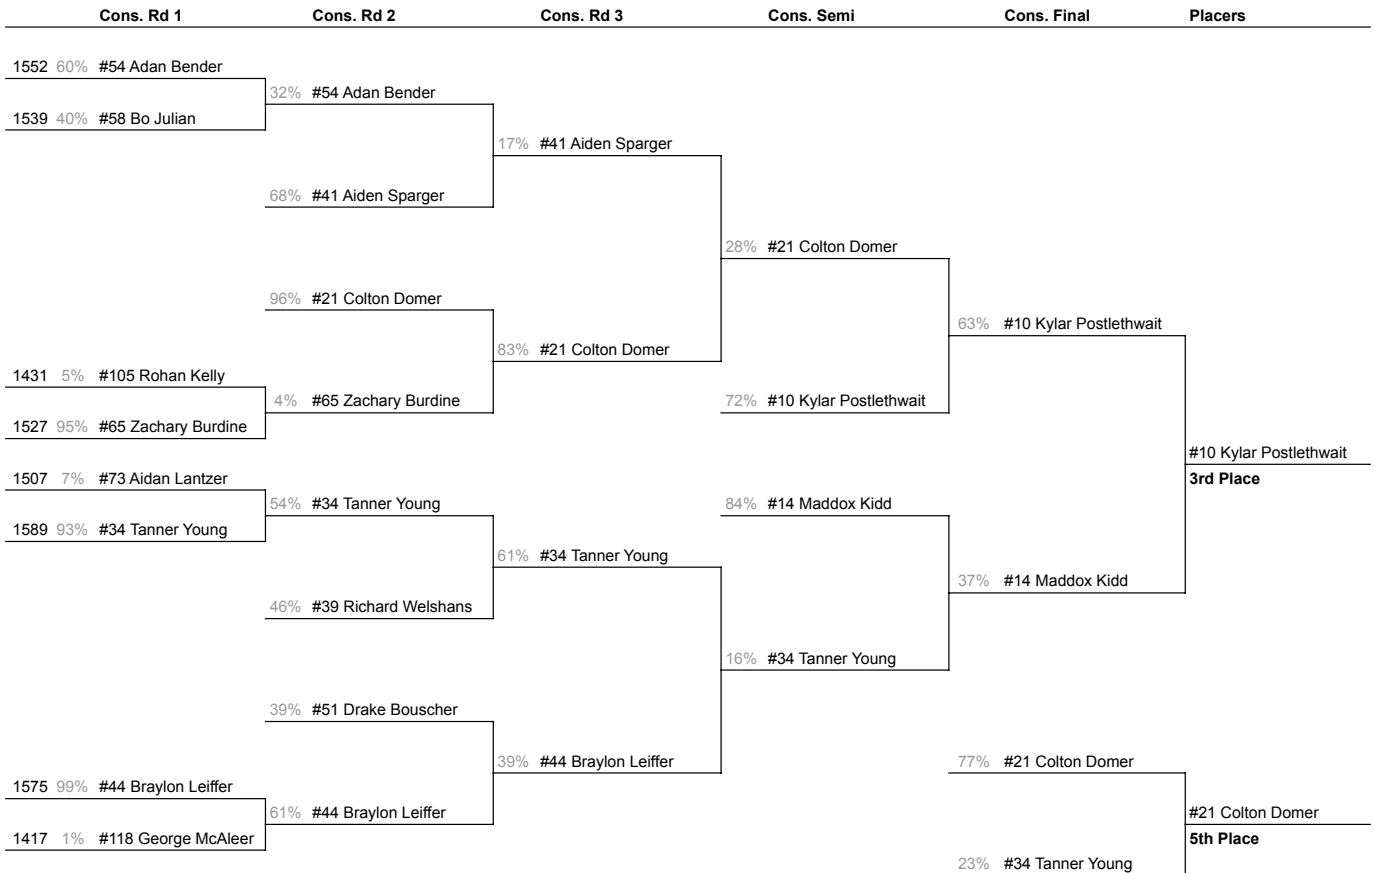 Cons. Rd 1 Cons. Rd 2 Cons. Rd 3 Cons. Semi Cons. Final Placers
1552 60% #54 Adan Bender
32% #54 Adan Bender
1539 40% #58 Bo Julian
17% #41 Aiden Sparger
68% #41 Aiden Sparger
28% #21 Colton Domer
96% #21 Colton Domer
63% #10 Kylar Postlethwait
83% #21 Colton Domer
1431 5% #105 Rohan Kelly
4% #65 Zachary Burdine
72% #10 Kylar Postlethwait
1527 95% #65 Zachary Burdine
#10 Kylar Postlethwait
1507 7% #73 Aidan Lantzer
3rd Place
54% #34 Tanner Young
84% #14 Maddox Kidd
1589 93% #34 Tanner Young
61% #34 Tanner Young
37% #14 Maddox Kidd
46% #39 Richard Welshans
16% #34 Tanner Young
39% #51 Drake Bouscher
39% #44 Braylon Leiffer
77% #21 Colton Domer
1575 99% #44 Braylon Leiffer
61% #44 Braylon Leiffer
#21 Colton Domer
1417 1% #118 George McAleer
5th Place
23% #34 Tanner Young